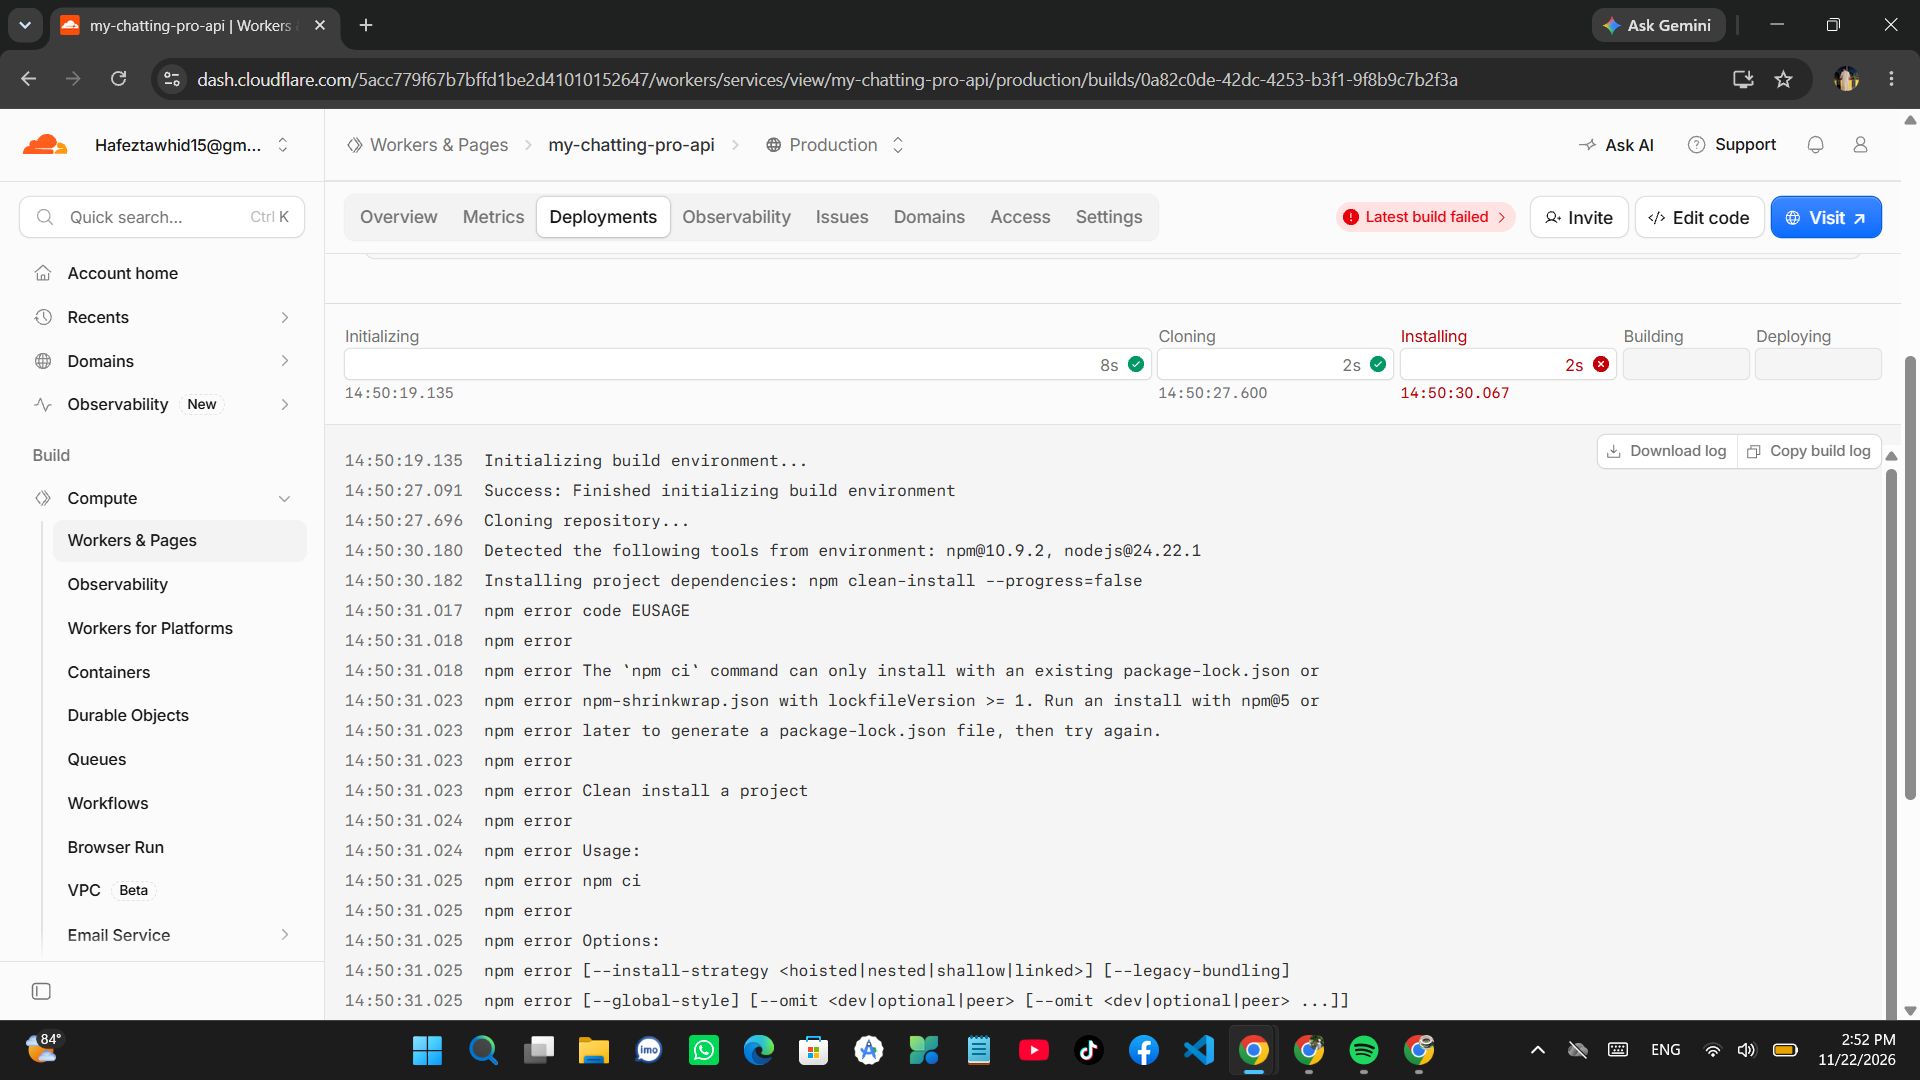 my-chatting-pro-api | Workers
Ask Gemini
dash.cloudflare.com/5acc779f67b7bffd1be2d41010152647/workers/services/view/my-chatting-pro-api/production/builds/0a82c0de-42dc-4253-b3f1-9f8b9c7b2f3a
Hafeztawhid15@gm...
Workers & Pages
my-chatting-pro-api
Production
Ask AI
Support
Quick search...
Ctrl K
Overview
Metrics
Deployments
Observability
Issues
Domains
Access
Settings
Latest build failed
Invite
Edit code
Visit
Account home
Recents
Domains
Observability New
Build
Compute
Workers & Pages
Observability
Workers for Platforms
Containers
Durable Objects
Queues
Workflows
Browser Run
VPC Beta
Email Service
Initializing
8s
14:50:19.135
Cloning
2s
14:50:27.600
Installing
2s
14:50:30.067
Building
Deploying
Download log
Copy build log
14:50:19.135 Initializing build environment...
14:50:27.091 Success: Finished initializing build environment
14:50:27.696 Cloning repository...
14:50:30.180 Detected the following tools from environment: npm@10.9.2, nodejs@24.22.1
14:50:30.182 Installing project dependencies: npm clean-install --progress=false
14:50:31.017 npm error code EUSAGE
14:50:31.018 npm error
14:50:31.018 npm error The `npm ci` command can only install with an existing package-lock.json or
14:50:31.023 npm error npm-shrinkwrap.json with lockfileVersion >= 1. Run an install with npm@5 or
14:50:31.023 npm error later to generate a package-lock.json file, then try again.
14:50:31.023 npm error
14:50:31.023 npm error Clean install a project
14:50:31.024 npm error
14:50:31.024 npm error Usage:
14:50:31.025 npm error npm ci
14:50:31.025 npm error
14:50:31.025 npm error Options:
14:50:31.025 npm error [--install-strategy <hoisted|nested|shallow|linked>] [--legacy-bundling]
14:50:31.025 npm error [--global-style] [--omit <dev|optional|peer> [--omit <dev|optional|peer> ...]]
84°
imo
ENG
2:52 PM
11/22/2026